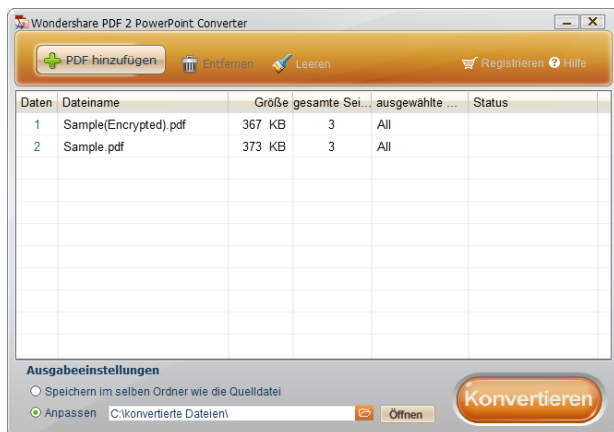 Wondershare PDF 2 PowerPoint Converter
PDF hinzufügen Entfernen Leeren Registrieren Hilfe
Daten Dateiname Größe gesamte Sei... ausgewählte ... Status
1 Sample(Encrypted).pdf 367 KB 3 All
2 Sample.pdf 373 KB 3 All
Ausgabeeinstellungen
Speichern im selben Ordner wie die Quelldatei
Anpassen C:\konvertierte Dateien\ Öffnen
Konvertieren